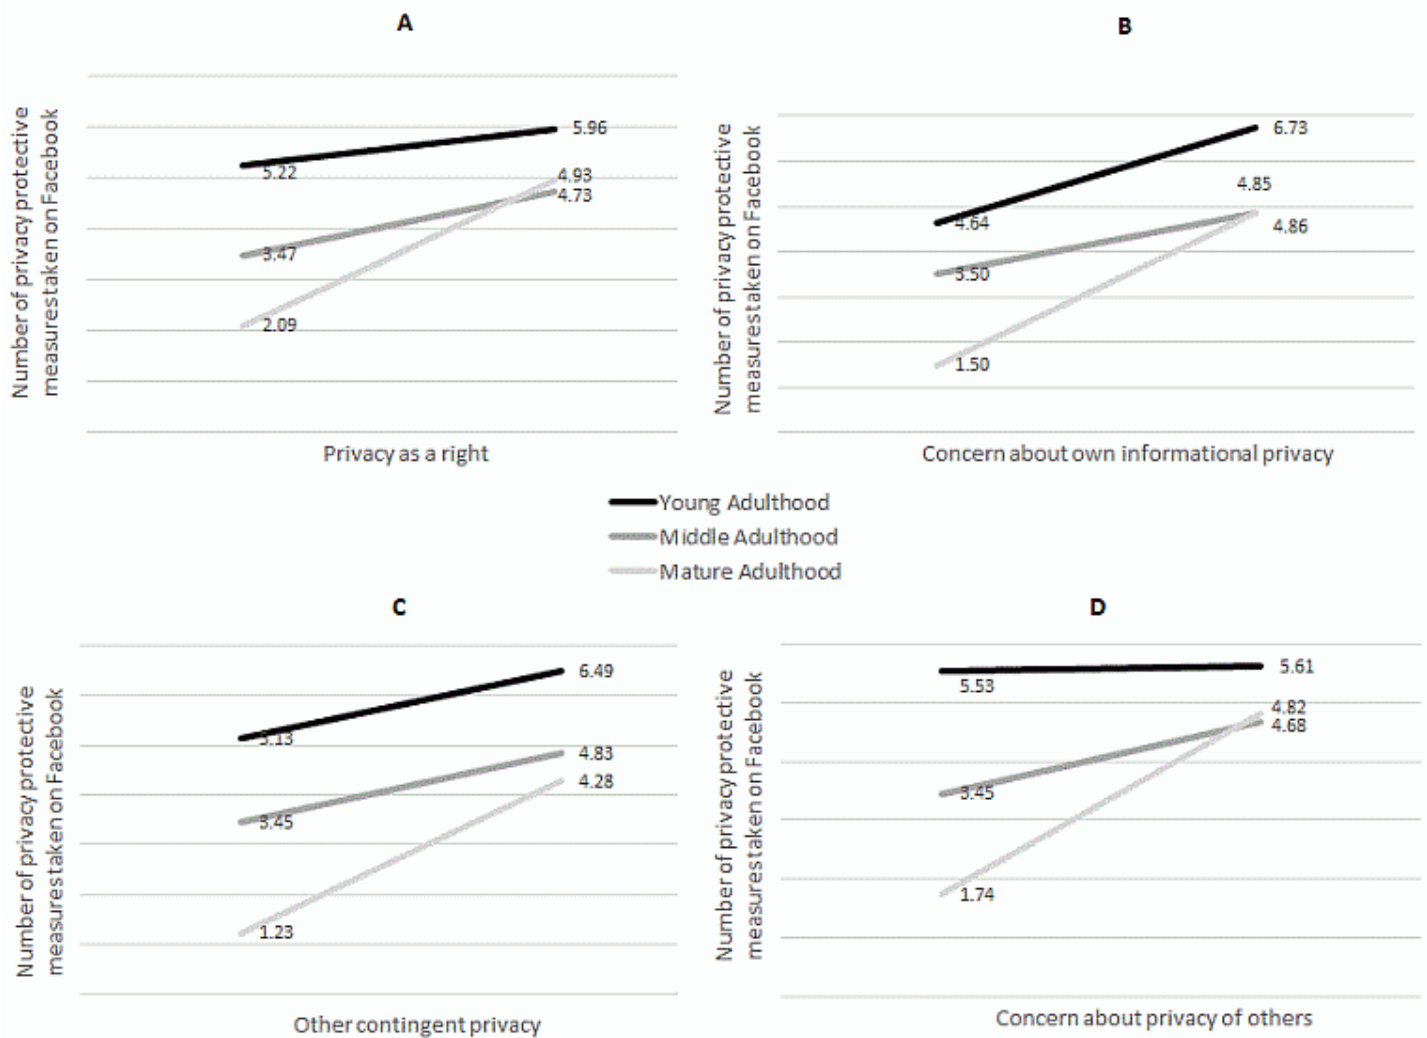 A
Number of privacy protective
measurestaken on Facebook
5.96
5.22
4.93
4.73
3.47
2.09
Privacy as a right
B
Number of privacy protective
measurestaken on Facebook
6.73
4.85
4.64
4.86
3.50
1.50
Concern about own informational privacy
Young Adulthood
Middle Adulthood
Mature Adulthood
C
Number of privacy protective
measurestaken on Facebook
6.49
5.13
4.83
4.28
3.45
1.23
Other contingent privacy
D
Number of privacy protective
measurestaken on Facebook
5.61
5.53
4.82
4.68
3.45
1.74
Concern about privacy of others